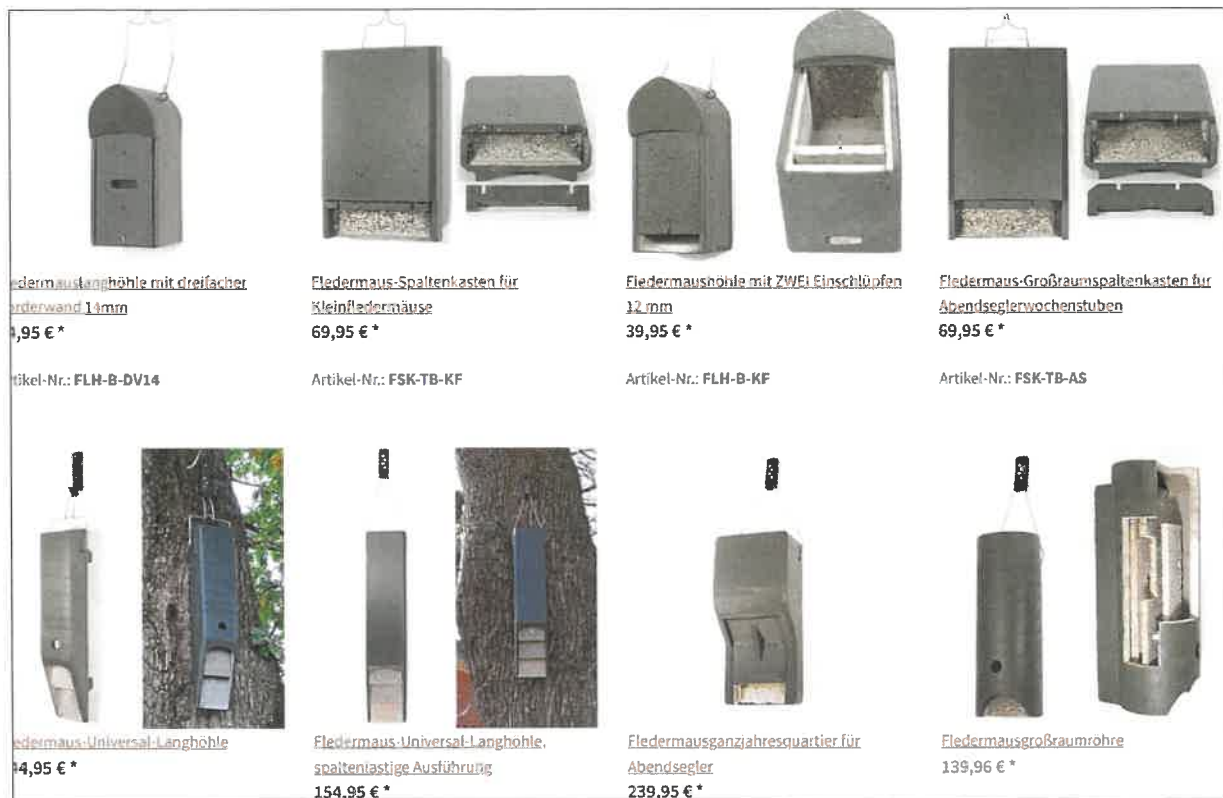 edermauslanghöhle mit dreifacher
orderwand 14mm
4,95 € *
rtikel-Nr.: FLH-B-DV14
Fledermaus-Spaltenkasten für
Kleinfledermäuse
69,95 € *
Artikel-Nr.: FSK-TB-KF
Fledermaushöhle mit ZWEI Einschlüpfen
12 mm
39,95 € *
Artikel-Nr.: FLH-B-KF
Fledermaus-Großraumspaltenkasten für
Abendseglerwochenstuben
69,95 € *
Artikel-Nr.: FSK-TB-AS
edermaus-Universal-Langhöhle
44,95 € *
Fledermaus-Universal-Langhöhle,
spaltenlastige Ausführung
154,95 € *
Fledermausganzjahresquartier für
Abendsegler
239,95 € *
Fledermausgroßraumröhre
139,96 € *